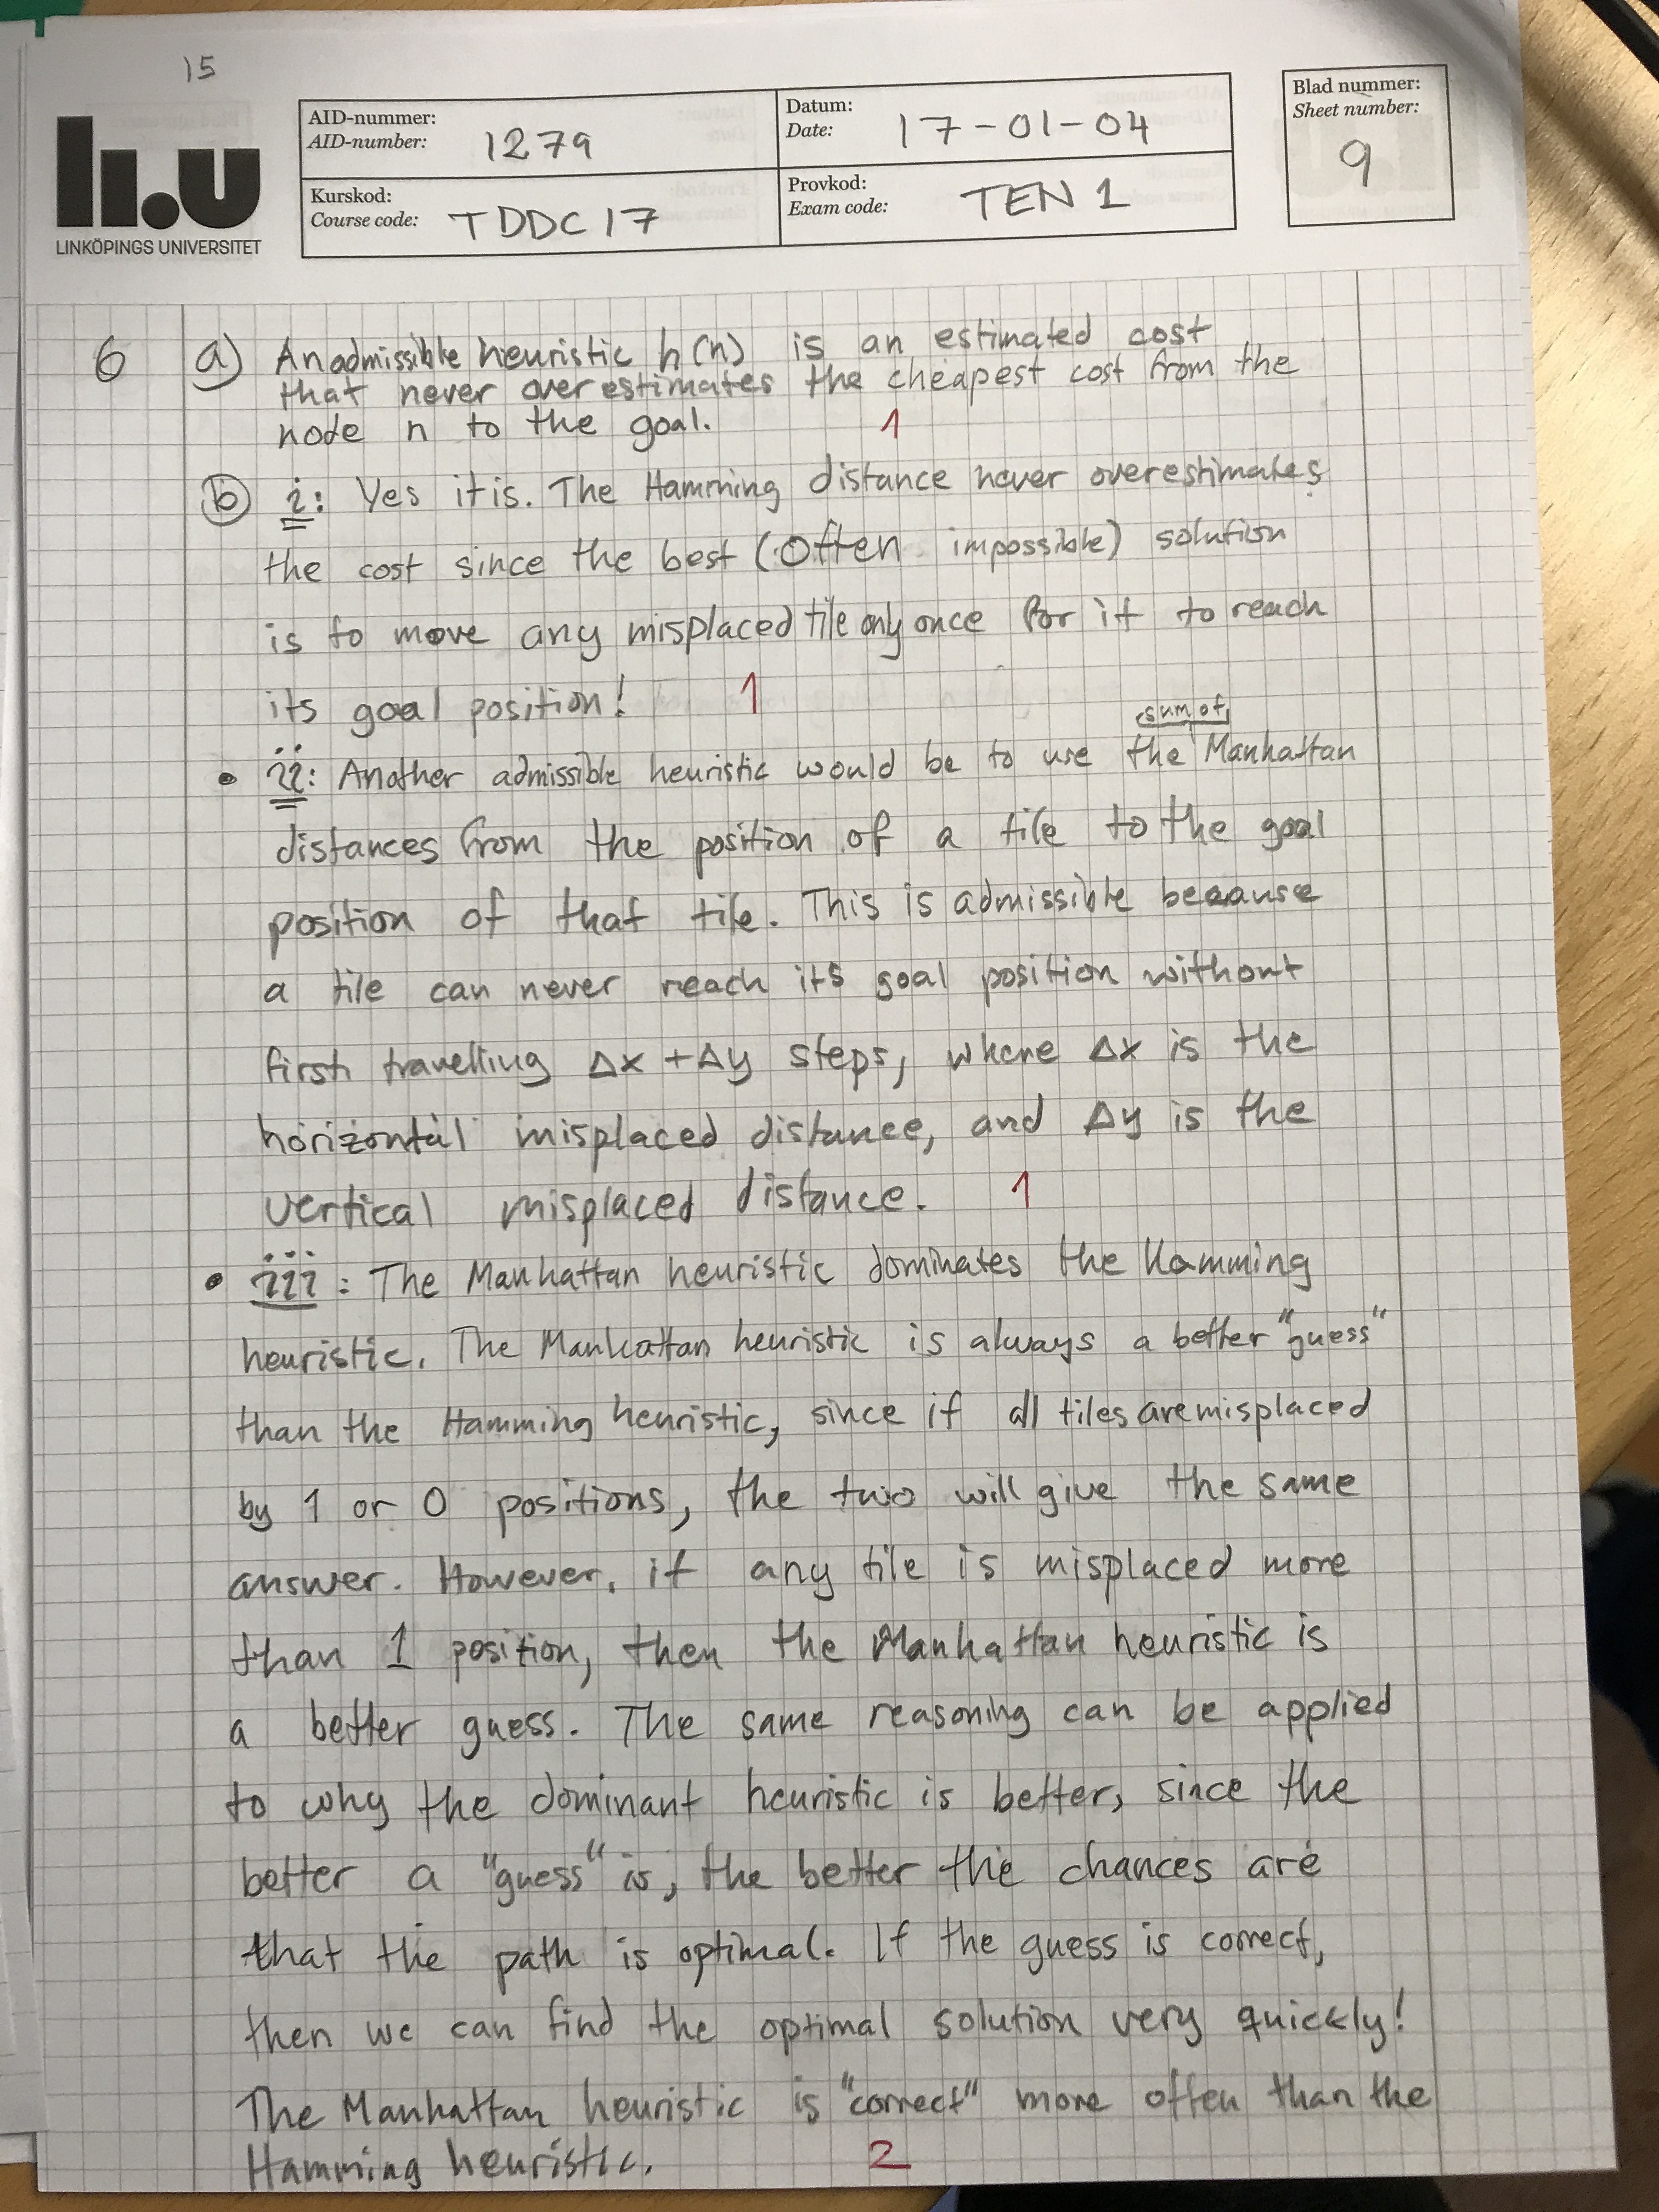 15
li.u
LINKÖPINGS UNIVERSITET
AID-nummer:
AID-number: 1279
Datum:
Date: 17-01-04
Blad nummer:
Sheet number:
9
Kurskod:
Course code: TDDC17
Provkod:
Exam code: TEN 1
6 a) An admissible heuristic h(n) is an estimated cost
that never overestimates the cheapest cost from the
node n to the goal. 1
b) i: Yes it is. The Hamming distance never overestimates
the cost since the best (often impossible) solution
is to move any misplaced tile only once for it to reach
its goal position! 1
sum of
• ii: Another admissible heuristic would be to use the Manhattan
distances from the position of a tile to the goal
position of that tile. This is admissible because
a tile can never reach its goal position without
first travelling Δx + Δy steps, where Δx is the
horizontal misplaced distance, and Δy is the
vertical misplaced distance. 1
• iii: The Manhattan heuristic dominates the Hamming
heuristic. The Manhattan heuristic is always a better "guess"
than the Hamming heuristic, since if all tiles are misplaced
by 1 or 0 positions, the two will give the same
answer. However, if any tile is misplaced more
than 1 position, then the Manhattan heuristic is
a better guess. The same reasoning can be applied
to why the dominant heuristic is better, since the
better a "guess" is, the better the chances are
that the path is optimal. If the guess is correct,
then we can find the optimal solution very quickly!
The Manhattan heuristic is "correct" more often than the
Hamming heuristic. 2